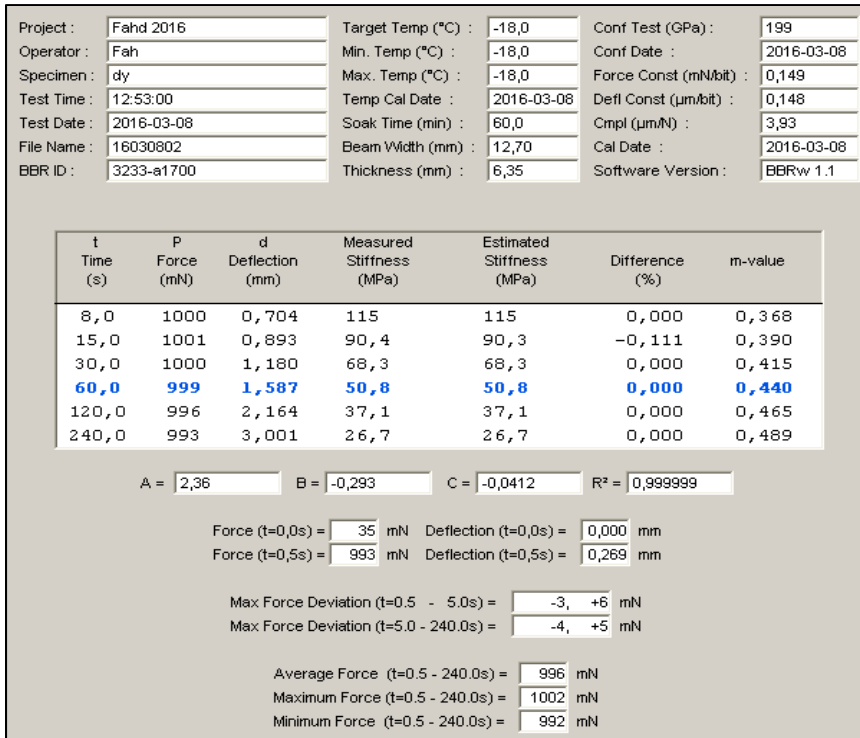 Project : Fahd 2016 Target Temp (°C) : -18,0 Conf Test (GPa) : 199
Operator : Fah Min. Temp (°C) : -18,0 Conf Date : 2016-03-08
Specimen : dy Max. Temp (°C) : -18,0 Force Const (mN/bit) : 0,149
Test Time : 12:53:00 Temp Cal Date : 2016-03-08 Defl Const (µm/bit) : 0,148
Test Date : 2016-03-08 Soak Time (min) : 60,0 Cmpl (µm/N) : 3,93
File Name : 16030802 Beam Width (mm) : 12,70 Cal Date : 2016-03-08
BBR ID : 3233-a1700 Thickness (mm) : 6,35 Software Version : BBRw 1.1
t P d Measured Estimated
Time Force Deflection Stiffness Stiffness Difference m-value
(s) (mN) (mm) (MPa) (MPa) (%)
8,0 1000 0,704 115 115 0,000 0,368
15,0 1001 0,893 90,4 90,3 -0,111 0,390
30,0 1000 1,180 68,3 68,3 0,000 0,415
60,0 999 1,587 50,8 50,8 0,000 0,440
120,0 996 2,164 37,1 37,1 0,000 0,465
240,0 993 3,001 26,7 26,7 0,000 0,489
A = 2,36 B = -0,293 C = -0,0412 R² = 0,999999
Force (t=0,0s) = 35 mN Deflection (t=0,0s) = 0,000 mm
Force (t=0,5s) = 993 mN Deflection (t=0,5s) = 0,269 mm
Max Force Deviation (t=0.5 - 5.0s) = -3, +6 mN
Max Force Deviation (t=5.0 - 240.0s) = -4, +5 mN
Average Force (t=0.5 - 240.0s) = 996 mN
Maximum Force (t=0.5 - 240.0s) = 1002 mN
Minimum Force (t=0.5 - 240.0s) = 992 mN